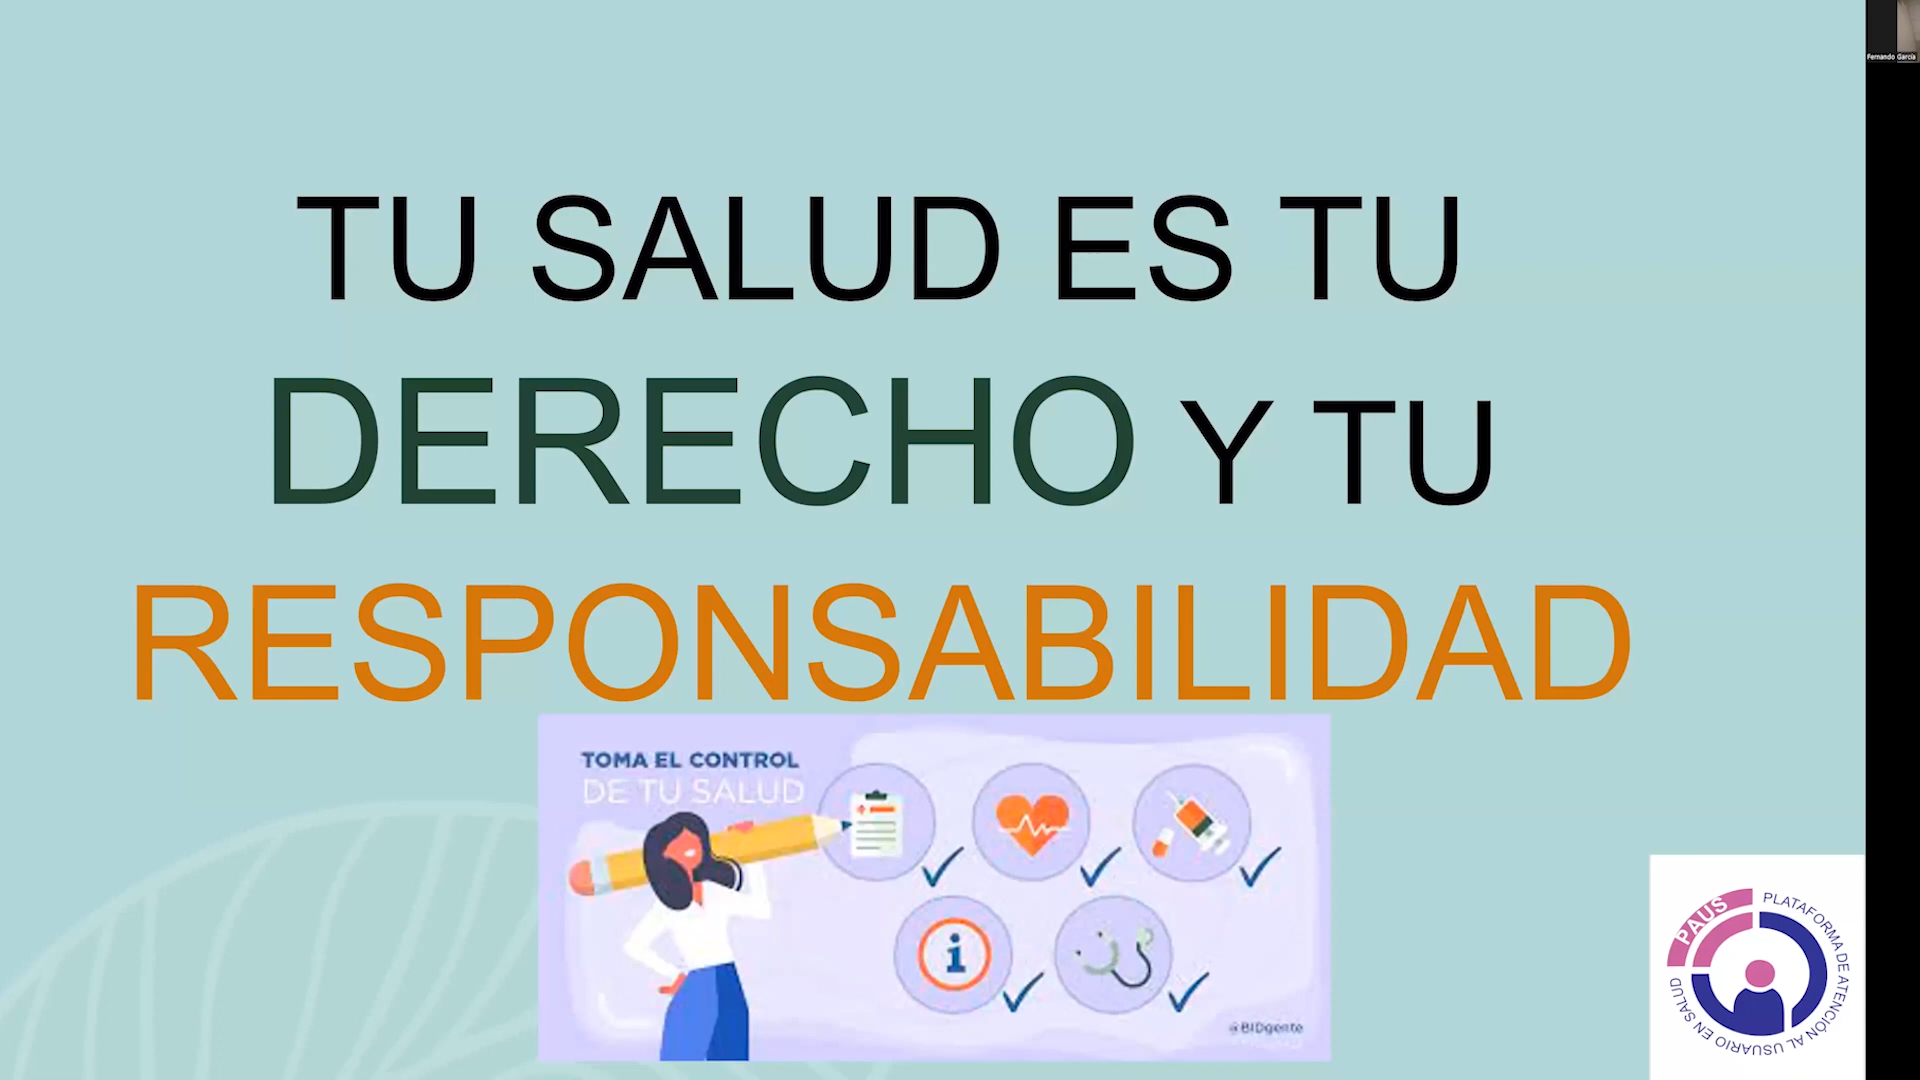 Fernando García
TU SALUD ES TU
DERECHO Y TU
RESPONSABILIDAD
TOMA EL CONTROL
DE TU SALUD
i
@BIDgente
PAUS
PLATAFORMA DE ATENCIÓN AL USUARIO EN SALUD